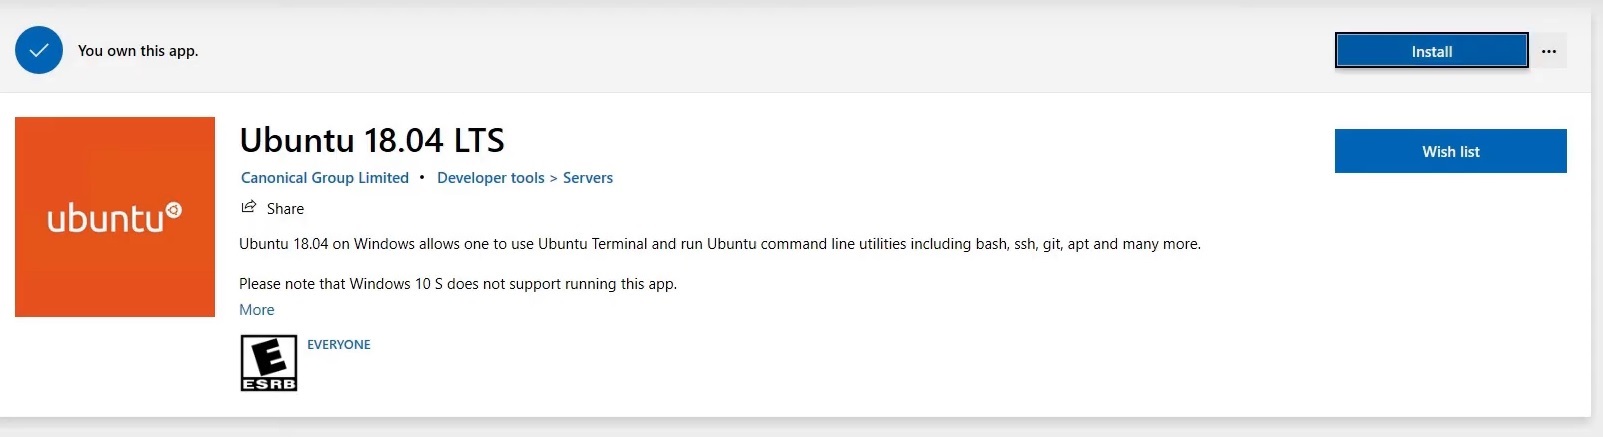 You own this app.
Install
...
ubuntu
Ubuntu 18.04 LTS
Canonical Group Limited • Developer tools > Servers
Wish list
Share
Ubuntu 18.04 on Windows allows one to use Ubuntu Terminal and run Ubuntu command line utilities including bash, ssh, git, apt and many more.
Please note that Windows 10 S does not support running this app.
More
E
ESRB
EVERYONE